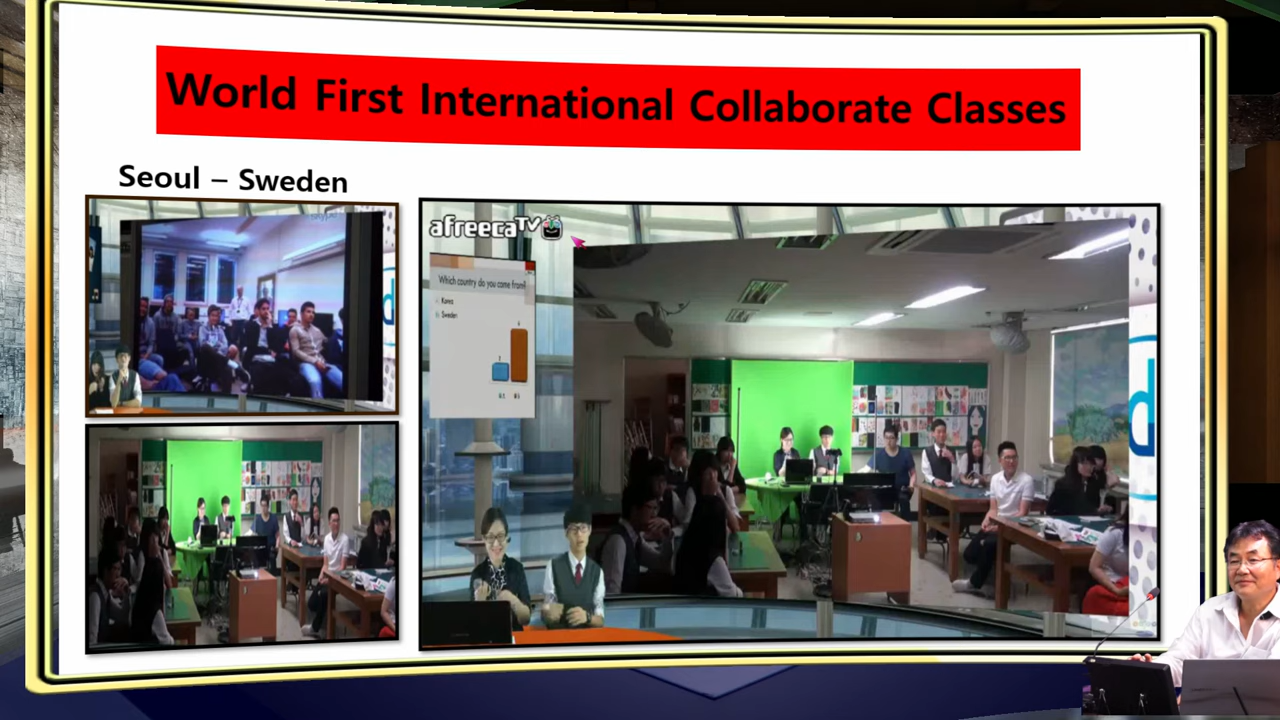 World First International Collaborate Classes
Seoul – Sweden
afreecaTV
Which country do you come from?
Korea
Sweden
d